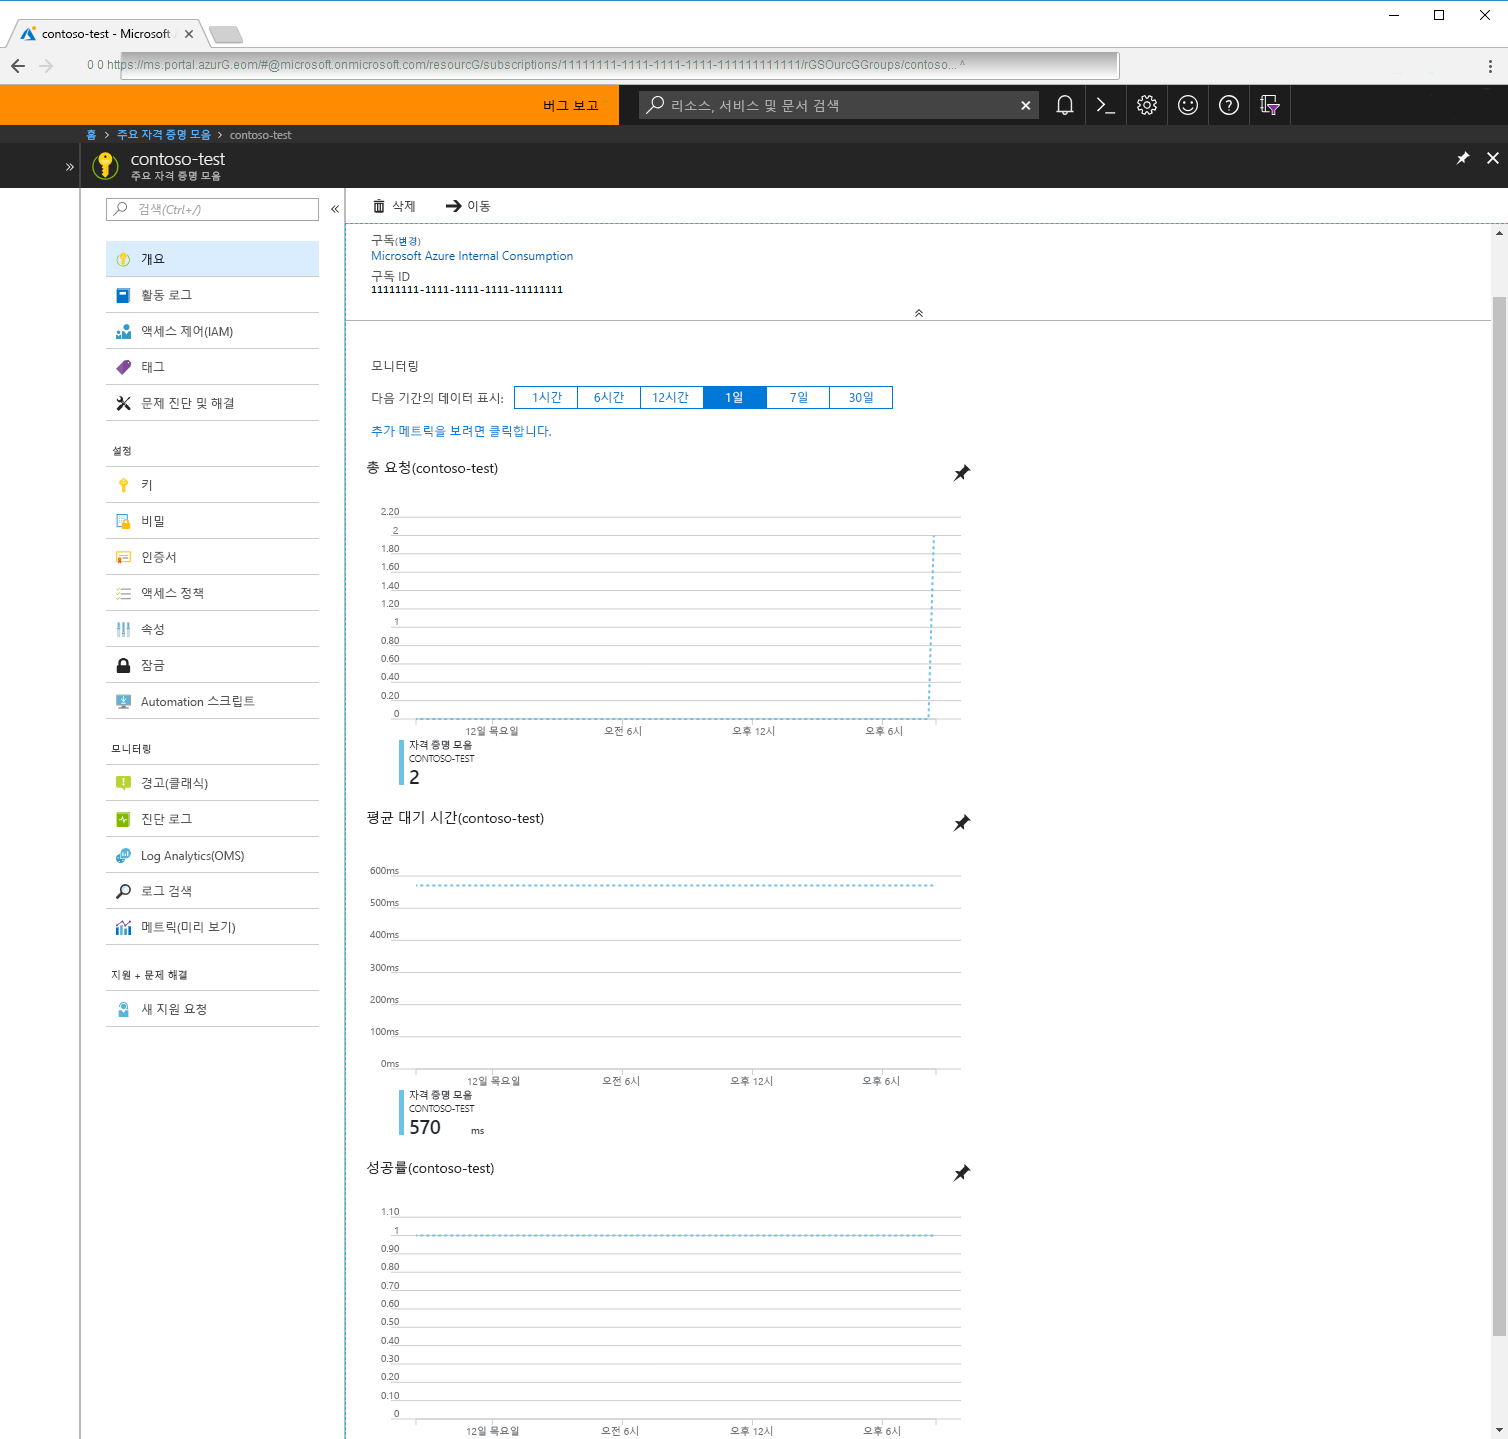 contoso-test - Microsoft
0 0 https://ms.portal.azurG.eom/#@microsoft.onmicrosoft.com/resourcG/subscriptions/11111111-1111-1111-1111-111111111111/rGSOurcGGroups/contoso... ^
버그 보고
리소스, 서비스 및 문서 검색
홈 > 주요 자격 증명 모음 > contoso-test
contoso-test
주요 자격 증명 모음
검색(Ctrl+/)
개요
활동 로그
액세스 제어(IAM)
태그
문제 진단 및 해결
설정
키
비밀
인증서
액세스 정책
속성
잠금
Automation 스크립트
모니터링
경고(클래식)
진단 로그
Log Analytics(OMS)
로그 검색
메트릭(미리 보기)
지원 + 문제 해결
새 지원 요청
삭제
이동
구독(변경)
Microsoft Azure Internal Consumption
구독 ID
11111111-1111-1111-1111-11111111
모니터링
다음 기간의 데이터 표시: 1시간 6시간 12시간 1일 7일 30일
추가 메트릭을 보려면 클릭합니다.
총 요청(contoso-test)
2.20
2
1.80
1.60
1.40
1.20
1
0.80
0.60
0.40
0.20
0
12일 목요일 오전 6시 오후 12시 오후 6시
자격 증명 모음
CONTOSO-TEST
2
평균 대기 시간(contoso-test)
600ms
500ms
400ms
300ms
200ms
100ms
0ms
12일 목요일 오전 6시 오후 12시 오후 6시
자격 증명 모음
CONTOSO-TEST
570 ms
성공률(contoso-test)
1.10
1
0.90
0.80
0.70
0.60
0.50
0.40
0.30
0.20
0.10
0
12일 목요일 오전 6시 오후 12시 오후 6시